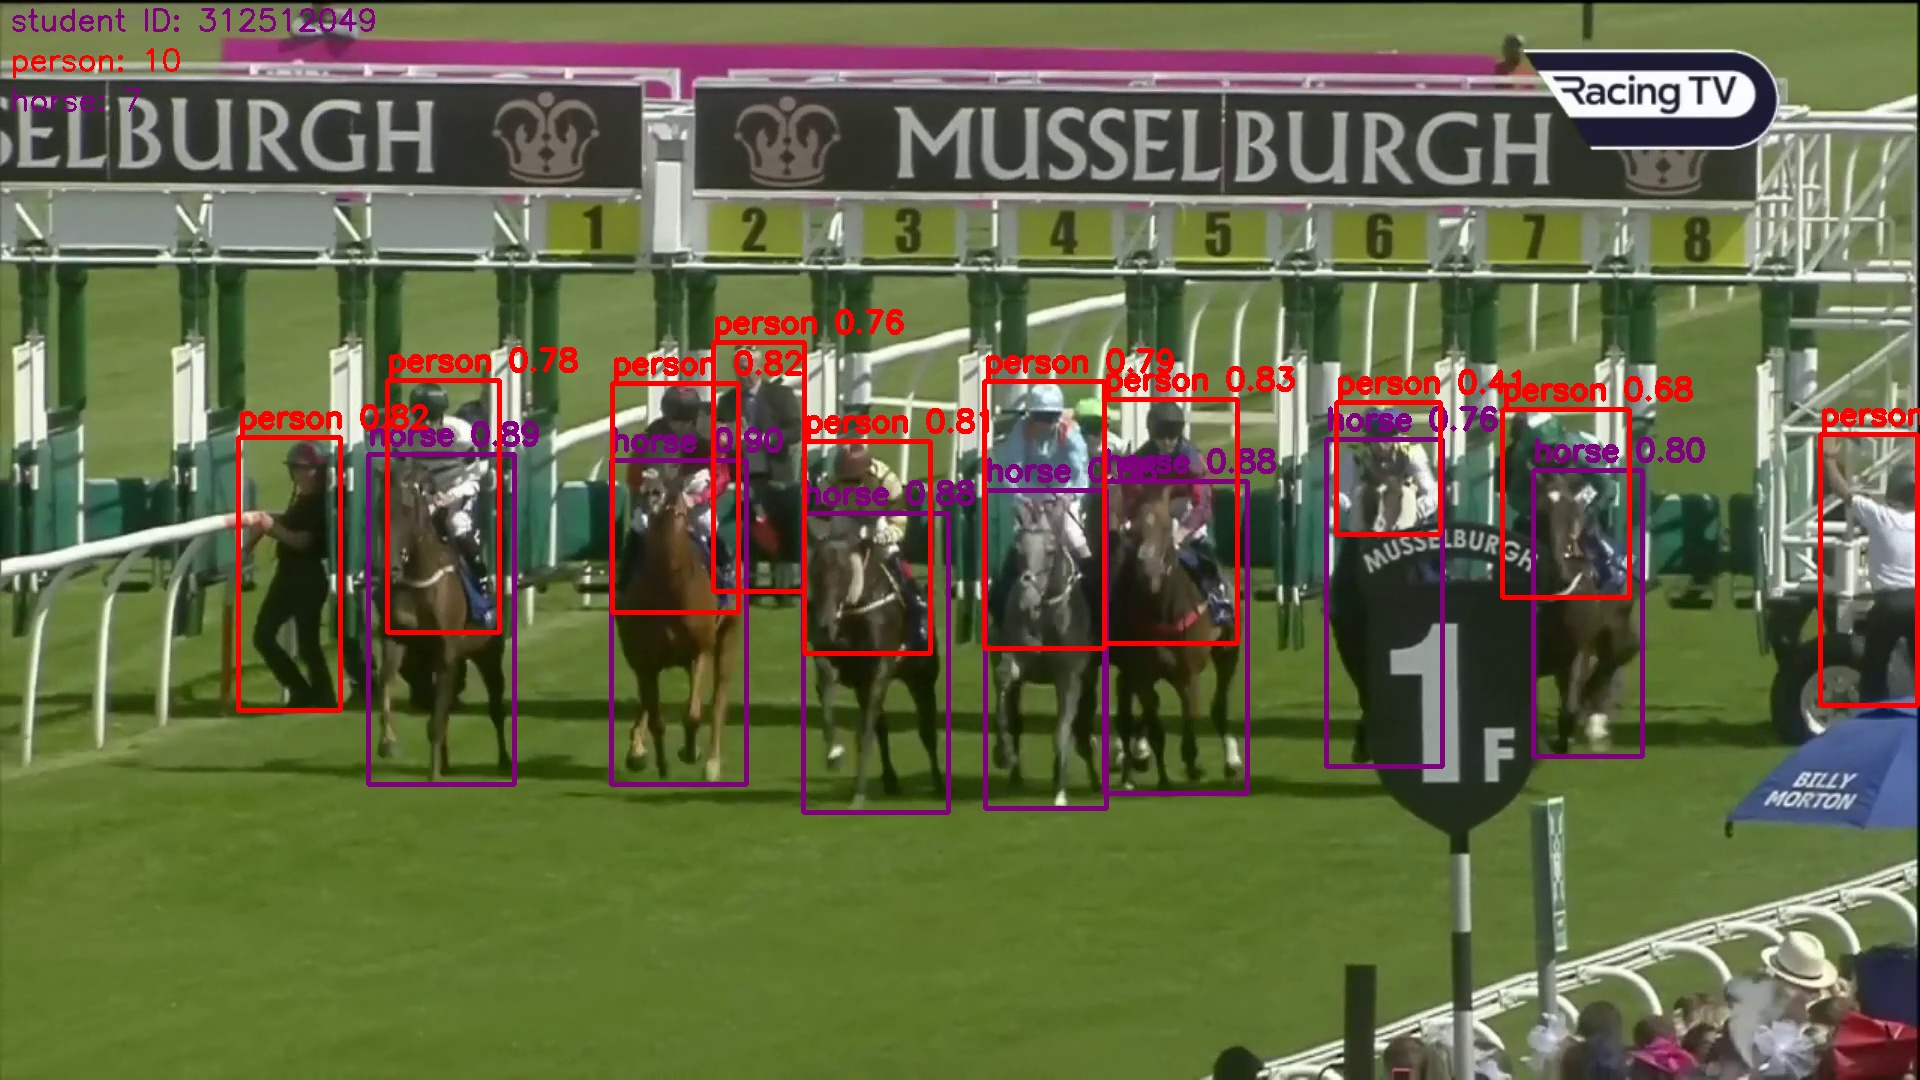 student ID: 312512049
person: 10
horse: 7
Racing TV
SELBURGH
MUSSELBURGH
1 2 3 4 5 6 7 8
person 0.76
person 0.78
person 0.82
person 0.79
person 0.83
person 0.41
person 0.68
person 0.82
person 0.81
person
horse 0.89
horse 0.90
horse 0.88
horse
horse 0.88
horse 0.76
horse 0.80
MUSSELBURGH
1F
BILLY
MORTON